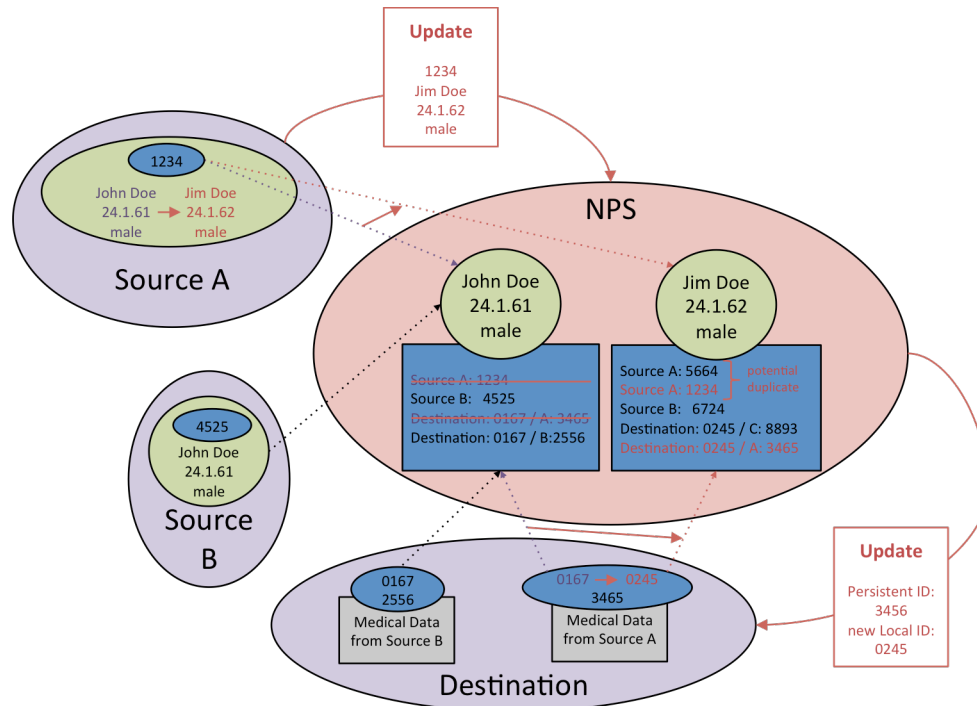 Update
1234
Jim Doe
24.1.62
male
1234
John Doe
24.1.61
male
Jim Doe
24.1.62
male
Source A
NPS
John Doe
24.1.61
male
Jim Doe
24.1.62
male
Source A: 1234
Source B: 4525
Destination: 0167 / A: 3465
Destination: 0167 / B:2556
Source A: 5664
Source A: 1234
potential
duplicate
Source B: 6724
Destination: 0245 / C: 8893
Destination: 0245 / A: 3465
4525
John Doe
24.1.61
male
Source
B
0167
2556
Medical Data
from Source B
0167
0245
3465
Medical Data
from Source A
Destination
Update
Persistent ID:
3456
new Local ID:
0245